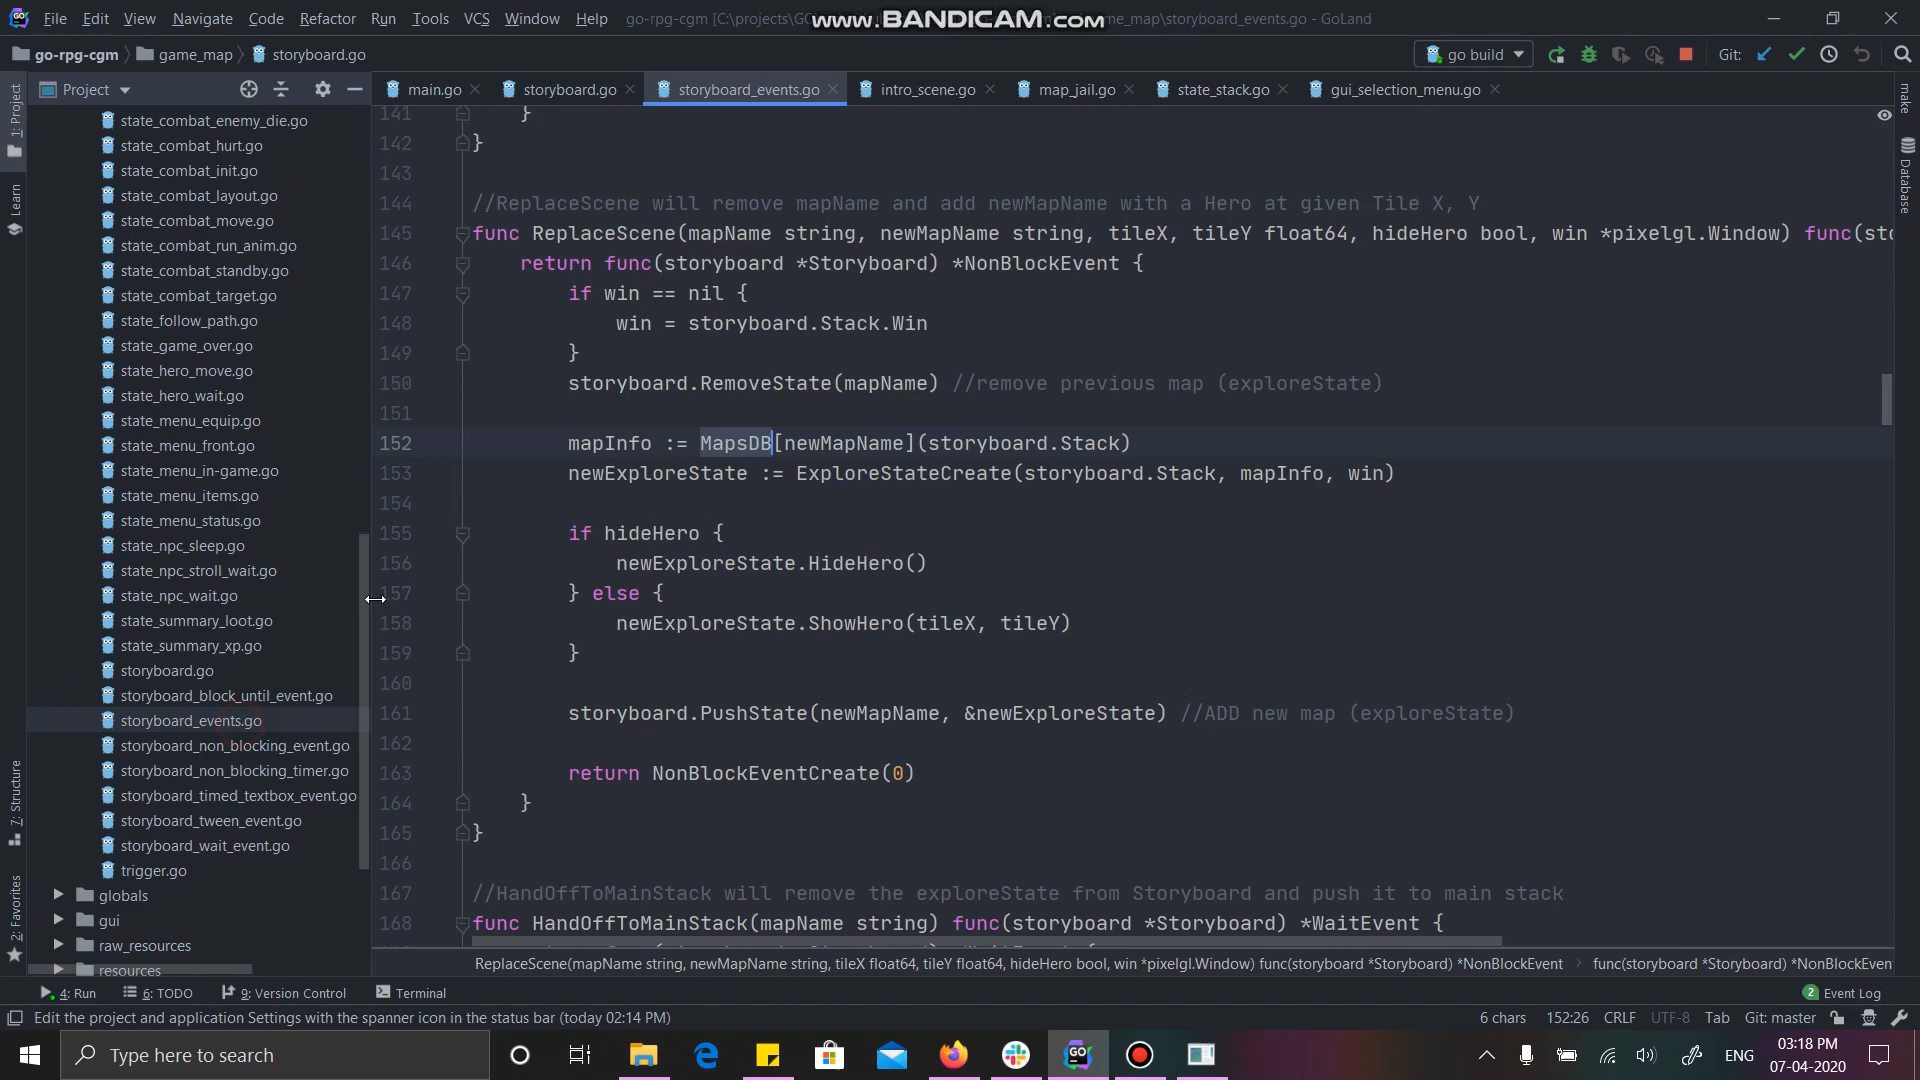 File Edit View Navigate Code Refactor Run Tools VCS Window Help go-rpg-cgm [C:\projects\GO
_map\storyboard_events.go - GoLand
www.BANDICAM.com
go-rpg-cgm game_map storyboard.go
go build Git:
Project
main.go storyboard.go storyboard_events.go intro_scene.go map_jail.go state_stack.go gui_selection_menu.go
1: Project
Learn
7: Structure
2: Favorites
make
Database
state_combat_enemy_die.go
state_combat_hurt.go
state_combat_init.go
state_combat_layout.go
state_combat_move.go
state_combat_run_anim.go
state_combat_standby.go
state_combat_target.go
state_follow_path.go
state_game_over.go
state_hero_move.go
state_hero_wait.go
state_menu_equip.go
state_menu_front.go
state_menu_in-game.go
state_menu_items.go
state_menu_status.go
state_npc_sleep.go
state_npc_stroll_wait.go
state_npc_wait.go
state_summary_loot.go
state_summary_xp.go
storyboard.go
storyboard_block_until_event.go
storyboard_events.go
storyboard_non_blocking_event.go
storyboard_non_blocking_timer.go
storyboard_timed_textbox_event.go
storyboard_tween_event.go
storyboard_wait_event.go
trigger.go
globals
gui
raw_resources
resources
141 }
142 }
143
144 //ReplaceScene will remove mapName and add newMapName with a Hero at given Tile X, Y
145 func ReplaceScene(mapName string, newMapName string, tileX, tileY float64, hideHero bool, win *pixelgl.Window) func(sto
146 return func(storyboard *Storyboard) *NonBlockEvent {
147 if win == nil {
148 win = storyboard.Stack.Win
149 }
150 storyboard.RemoveState(mapName) //remove previous map (exploreState)
151
152 mapInfo := MapsDB[newMapName](storyboard.Stack)
153 newExploreState := ExploreStateCreate(storyboard.Stack, mapInfo, win)
154
155 if hideHero {
156 newExploreState.HideHero()
157 } else {
158 newExploreState.ShowHero(tileX, tileY)
159 }
160
161 storyboard.PushState(newMapName, &newExploreState) //ADD new map (exploreState)
162
163 return NonBlockEventCreate(0)
164 }
165 }
166
167 //HandOffToMainStack will remove the exploreState from Storyboard and push it to main stack
168 func HandOffToMainStack(mapName string) func(storyboard *Storyboard) *WaitEvent {
ReplaceScene(mapName string, newMapName string, tileX float64, tileY float64, hideHero bool, win *pixelgl.Window) func(storyboard *Storyboard) *NonBlockEvent › func(storyboard *Storyboard) *NonBlockEven
4: Run 6: TODO 9: Version Control Terminal 2 Event Log
Edit the project and application Settings with the spanner icon in the status bar (today 02:14 PM) 6 chars 152:26 CRLF UTF-8 Tab Git: master
Type here to search
GO
ENG
03:18 PM
07-04-2020